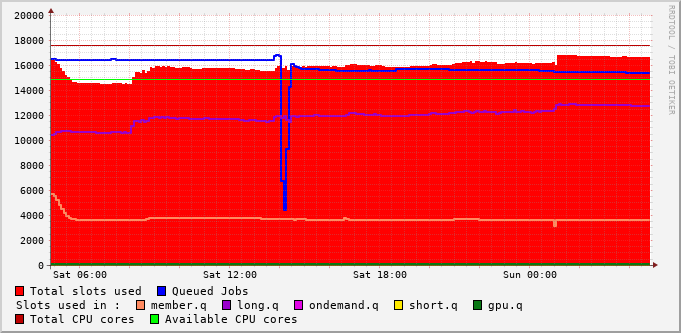 20000
18000
16000
14000
12000
10000
8000
6000
4000
2000
0
Sat 06:00 Sat 12:00 Sat 18:00 Sun 00:00
Total slots used Queued Jobs
Slots used in : member.q long.q ondemand.q short.q gpu.q
Total CPU cores Available CPU cores
RRDTOOL / TOBI OETIKER